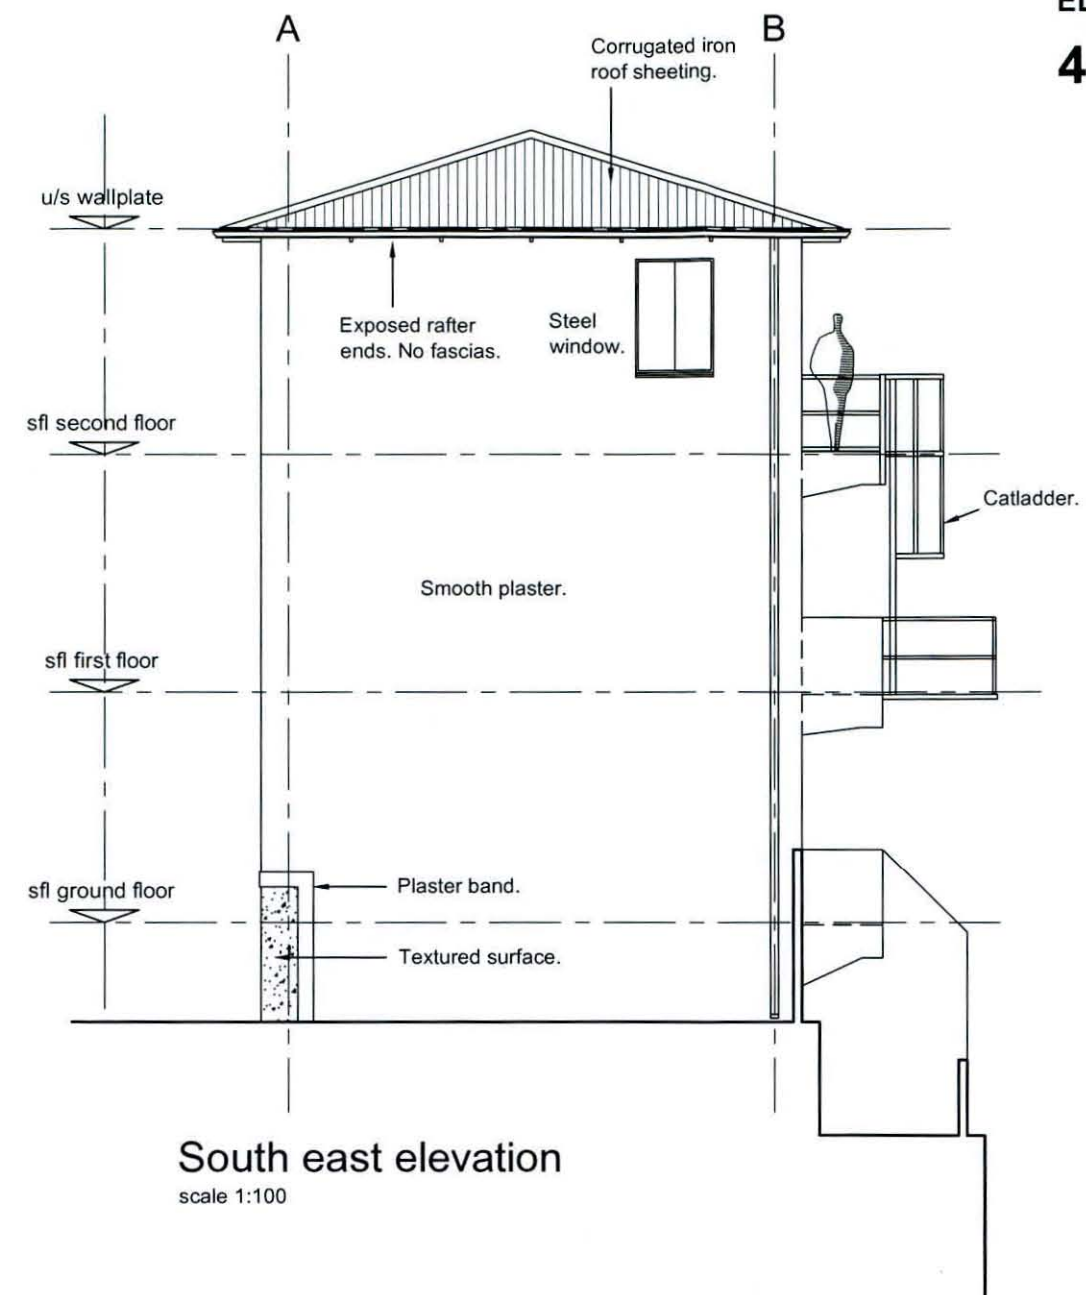 A
B
4
Corrugated iron
roof sheeting.
u/s wallplate
Exposed rafter
ends. No fascias.
Steel
window.
sfl second floor
Catladder.
Smooth plaster.
sfl first floor
Plaster band.
sfl ground floor
Textured surface.
South east elevation
scale 1:100